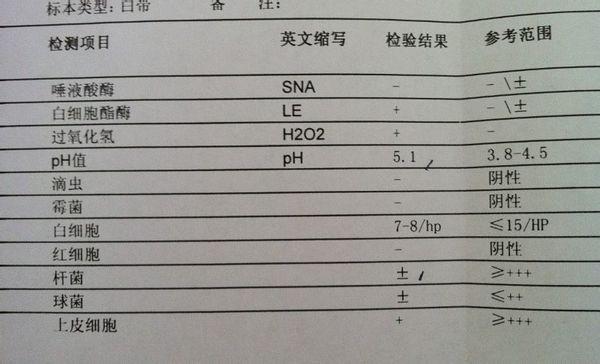 标本类型: 白带 备 注:
检测项目 英文缩写 检验结果 参考范围
唾液酸酶 SNA - - \±
白细胞酯酶 LE + - \±
过氧化氢 H2O2 + -
pH值 pH 5.1 3.8-4.5
滴虫 - 阴性
霉菌 - 阴性
白细胞 7-8/hp ≤15/HP
红细胞 - 阴性
杆菌 ± ≥+++
球菌 ± ≤++
上皮细胞 + ≥+++